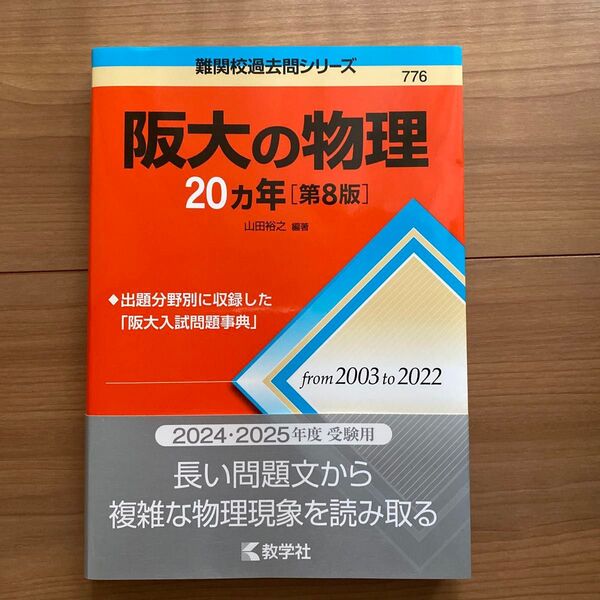 難関校過去問シリーズ
776
阪大の物理
20ヵ年[第8版]
山田裕之 編著
◆出題分野別に収録した
「阪大入試問題事典」
from 2003 to 2022
2024・2025年度 受験用
長い問題文から
複雑な物理現象を読み取る
教学社